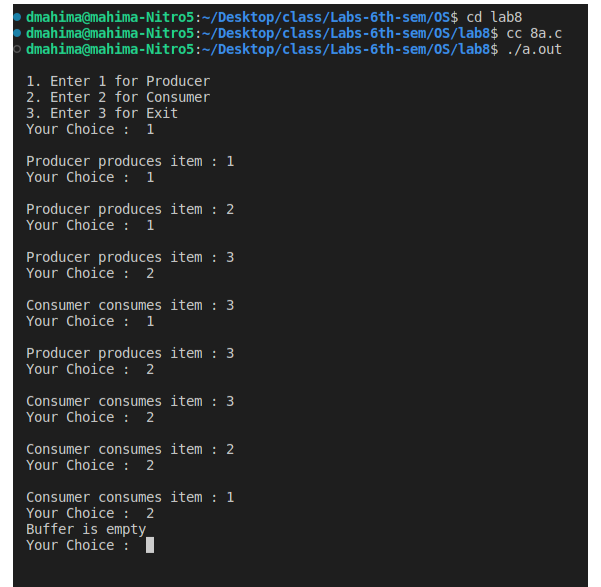 dmahima@mahima-Nitro5:~/Desktop/class/Labs-6th-sem/OS$ cd lab8
dmahima@mahima-Nitro5:~/Desktop/class/Labs-6th-sem/OS/lab8$ cc 8a.c
dmahima@mahima-Nitro5:~/Desktop/class/Labs-6th-sem/OS/lab8$ ./a.out
1. Enter 1 for Producer
2. Enter 2 for Consumer
3. Enter 3 for Exit
Your Choice :  1
Producer produces item : 1
Your Choice :  1
Producer produces item : 2
Your Choice :  1
Producer produces item : 3
Your Choice :  2
Consumer consumes item : 3
Your Choice :  1
Producer produces item : 3
Your Choice :  2
Consumer consumes item : 3
Your Choice :  2
Consumer consumes item : 2
Your Choice :  2
Consumer consumes item : 1
Your Choice :  2
Buffer is empty
Your Choice :